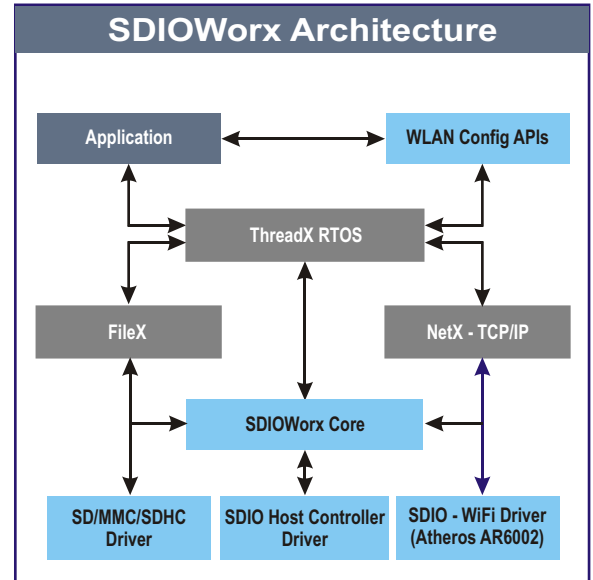 SDIOWorx Architecture
Application
WLAN Config APIs
ThreadX RTOS
FileX
NetX - TCP/IP
SDIOWorx Core
SD/MMC/SDHC
Driver
SDIO Host Controller
Driver
SDIO - WiFi Driver
(Atheros AR6002)